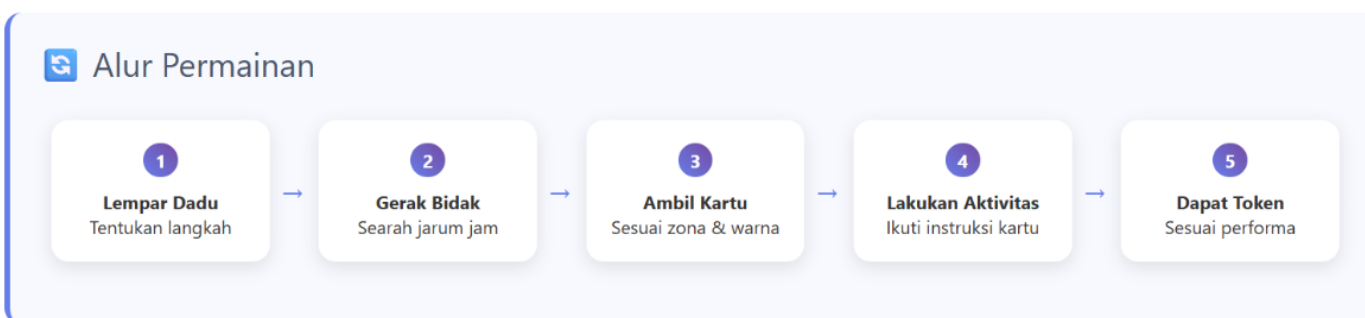 Alur Permainan
1
Lempar Dadu
Tentukan langkah
→
2
Gerak Bidak
Searah jarum jam
→
3
Ambil Kartu
Sesuai zona & warna
→
4
Lakukan Aktivitas
Ikuti instruksi kartu
→
5
Dapat Token
Sesuai performa